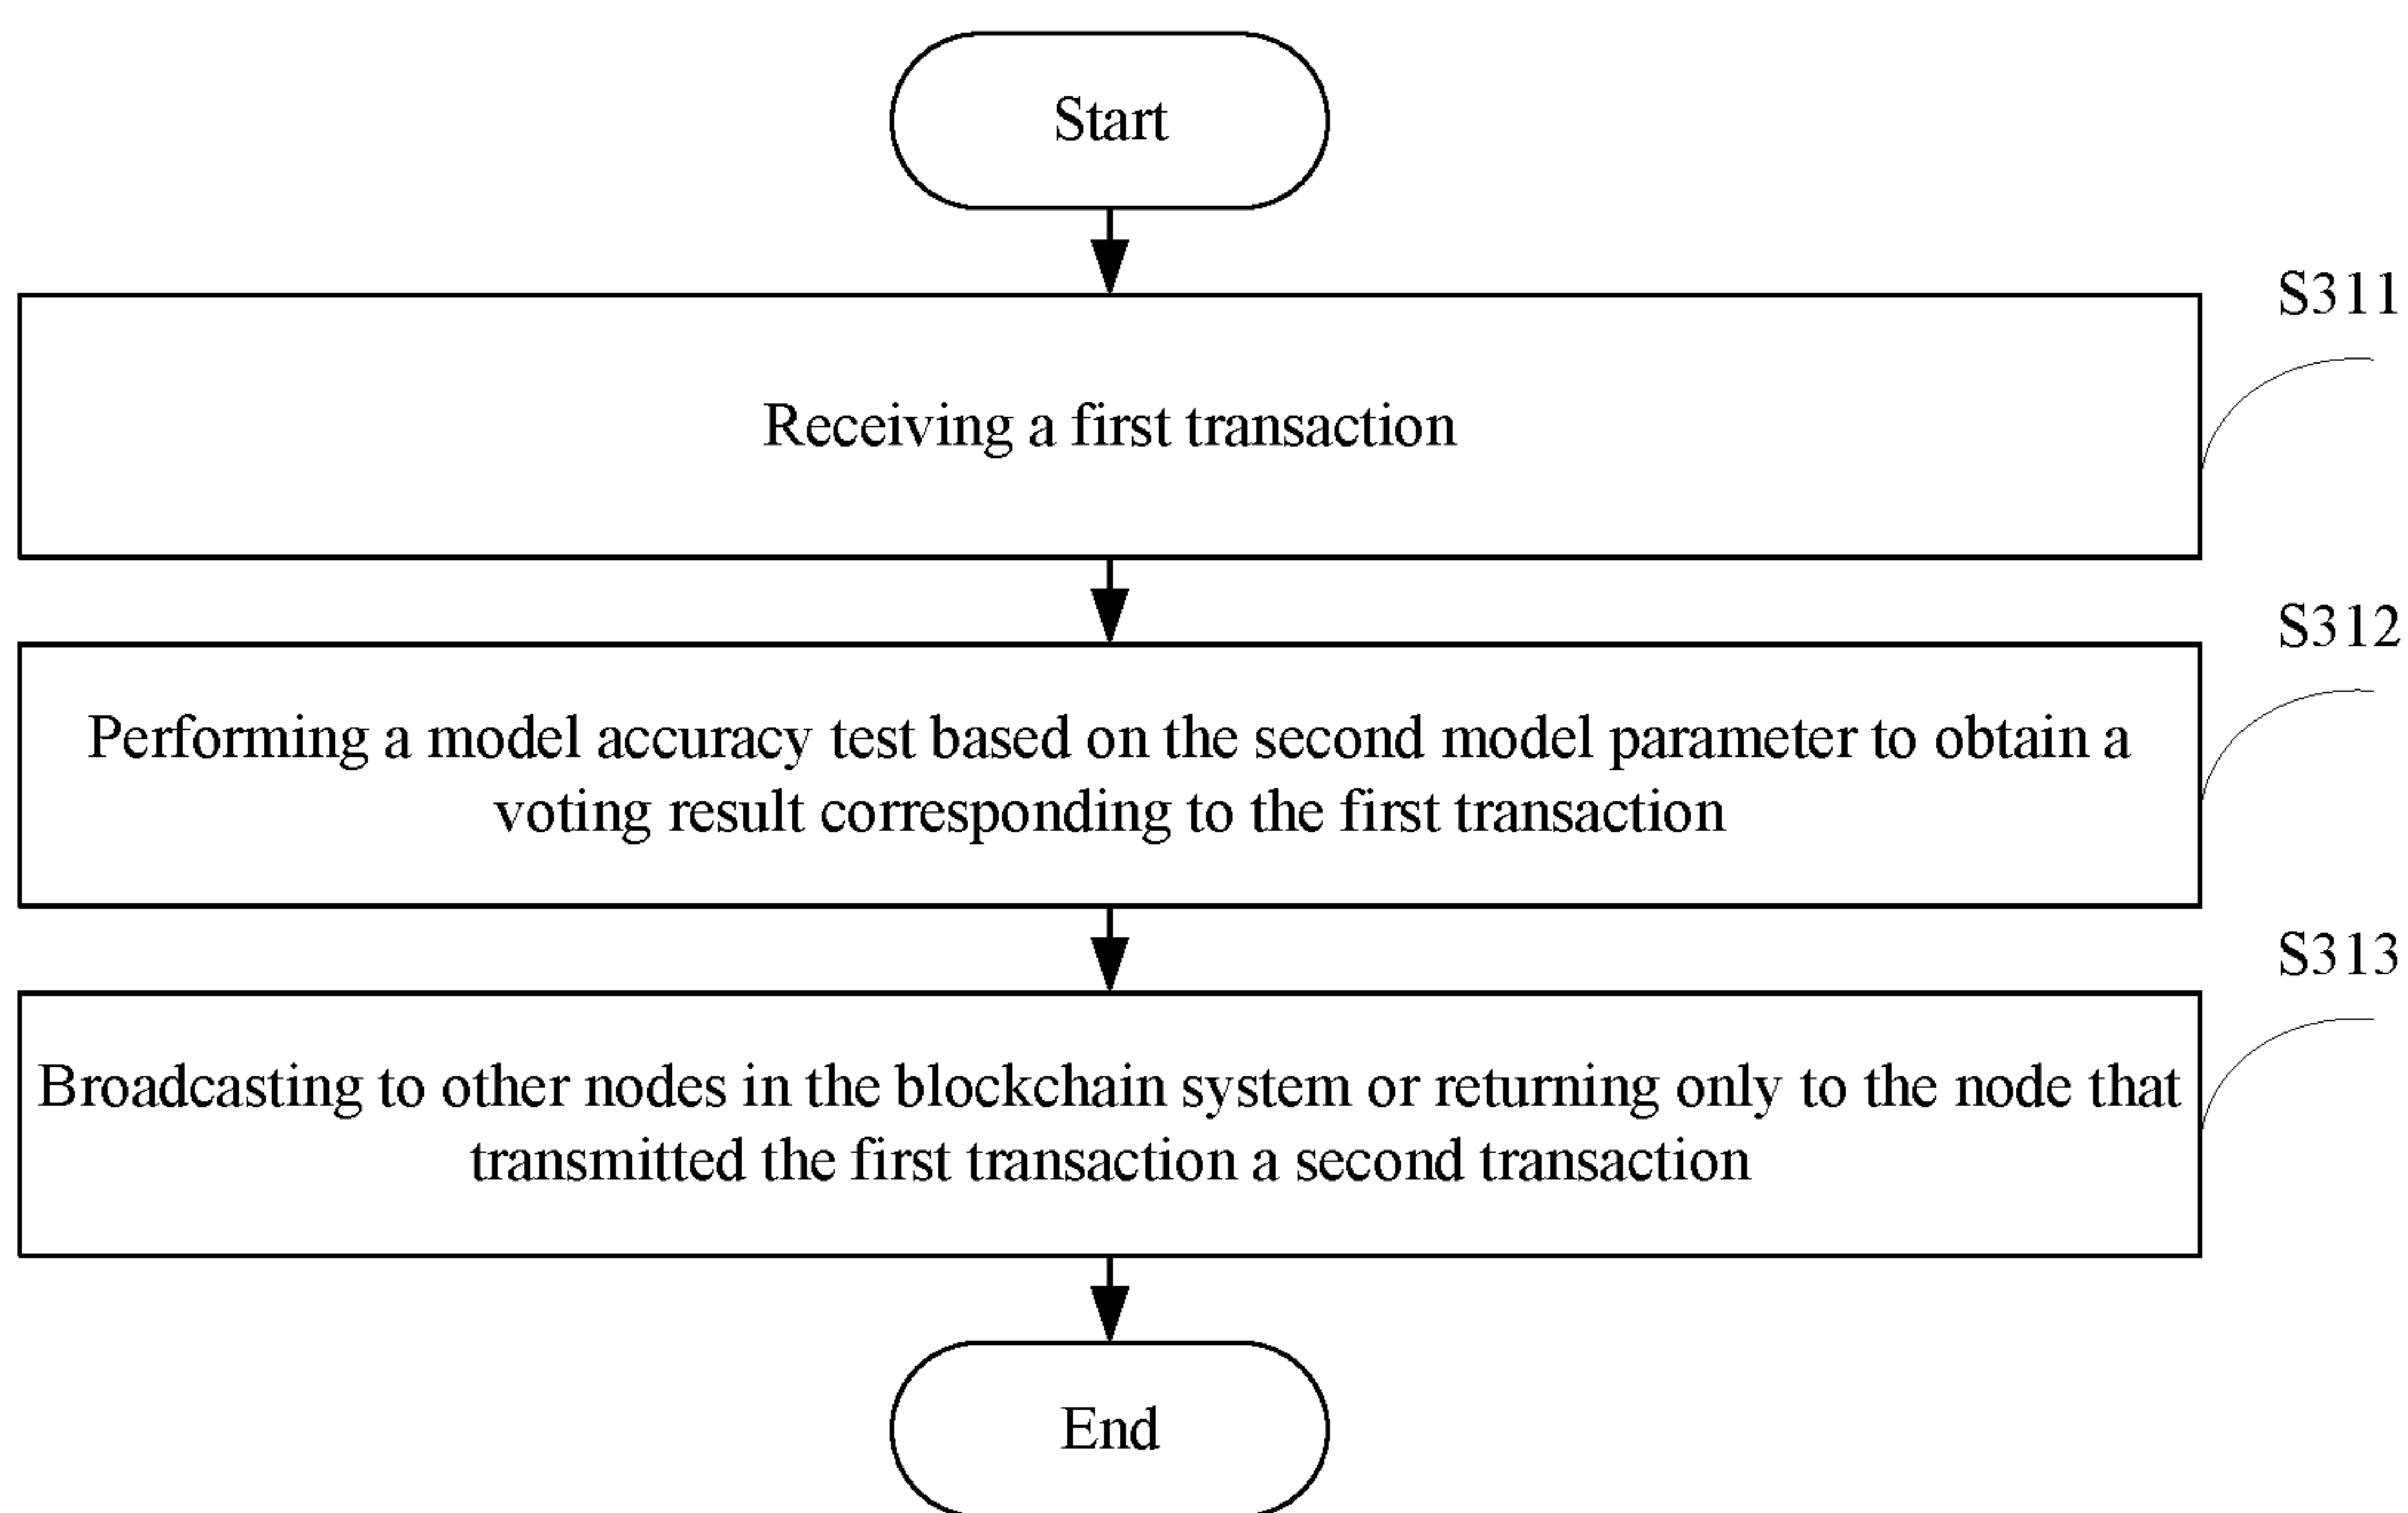 Start
S311
Receiving a first transaction
S312
Performing a model accuracy test based on the second model parameter to obtain a
voting result corresponding to the first transaction
S313
Broadcasting to other nodes in the blockchain system or returning only to the node that
transmitted the first transaction a second transaction
End